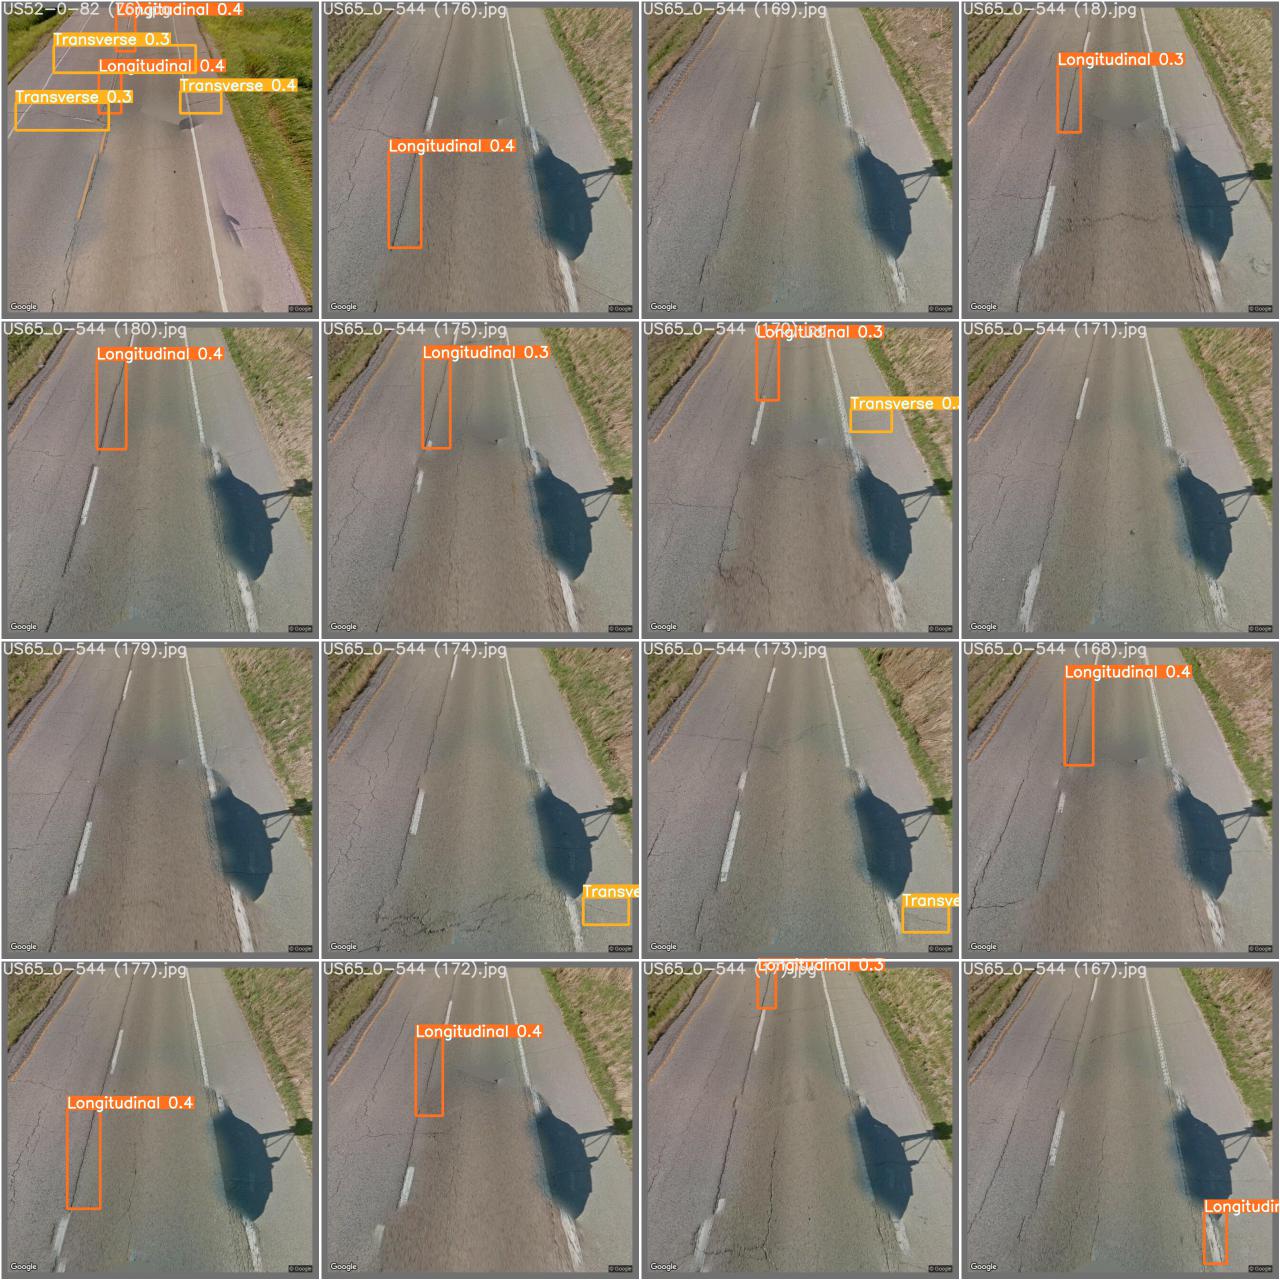 US52-0-82 (76).jpg
Longitudinal 0.4
Transverse 0.3
Longitudinal 0.4
Transverse 0.4
Transverse 0.3
Google
© Google
US65_0-544 (176).jpg
Longitudinal 0.4
Google
© Google
US65_0-544 (169).jpg
Google
© Google
US65_0-544 (18).jpg
Longitudinal 0.3
Google
© Google
US65_0-544 (180).jpg
Longitudinal 0.4
Google
© Google
US65_0-544 (175).jpg
Longitudinal 0.3
Google
© Google
US65_0-544
Longitudinal 0.3
Transverse 0.
Google
© Google
US65_0-544 (171).jpg
Google
© Google
US65_0-544 (179).jpg
Google
© Google
US65_0-544 (174).jpg
Transve
Google
© Google
US65_0-544 (173).jpg
Transve
Google
© Google
US65_0-544 (168).jpg
Longitudinal 0.4
Google
© Google
US65_0-544 (177).jpg
Longitudinal 0.4
Google
© Google
US65_0-544 (172).jpg
Longitudinal 0.4
Google
© Google
US65_0-544 (17).jpg
Longitudinal 0.3
Google
© Google
US65_0-544 (167).jpg
Longitudin
Google
© Google